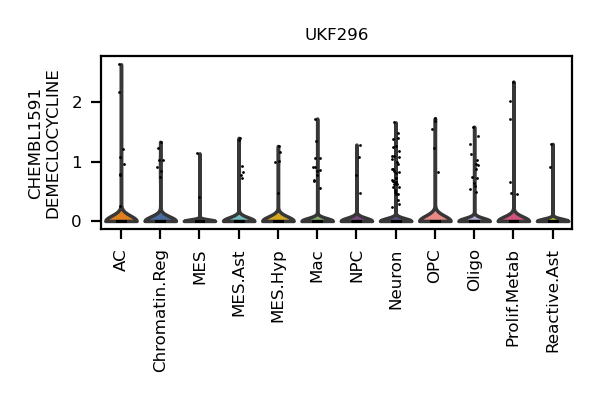 UKF296
CHEMBL1591
DEMECLOCYCLINE
2
1
0
AC
Chromatin.Reg
MES
MES.Ast
MES.Hyp
Mac
NPC
Neuron
OPC
Oligo
Prolif.Metab
Reactive.Ast